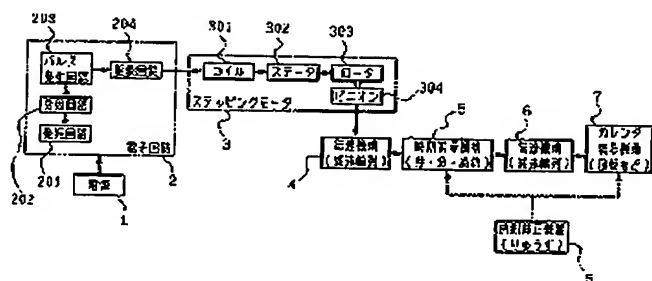 203
204
301
302
303
パルス
発生回路
駆動回路
コイル
ステータ
ロータ
ピニオン
304
ステッピングモータ
3
分周回路
発振回路
電子回路
2
202
201
電源
1
4
5
6
7
伝達機構
(減速輪列)
時刻表示機構
(時・分・秒針)
伝達機構
(減速輪列)
カレンダ
表示機構
時刻修正装置
(りゅうず)